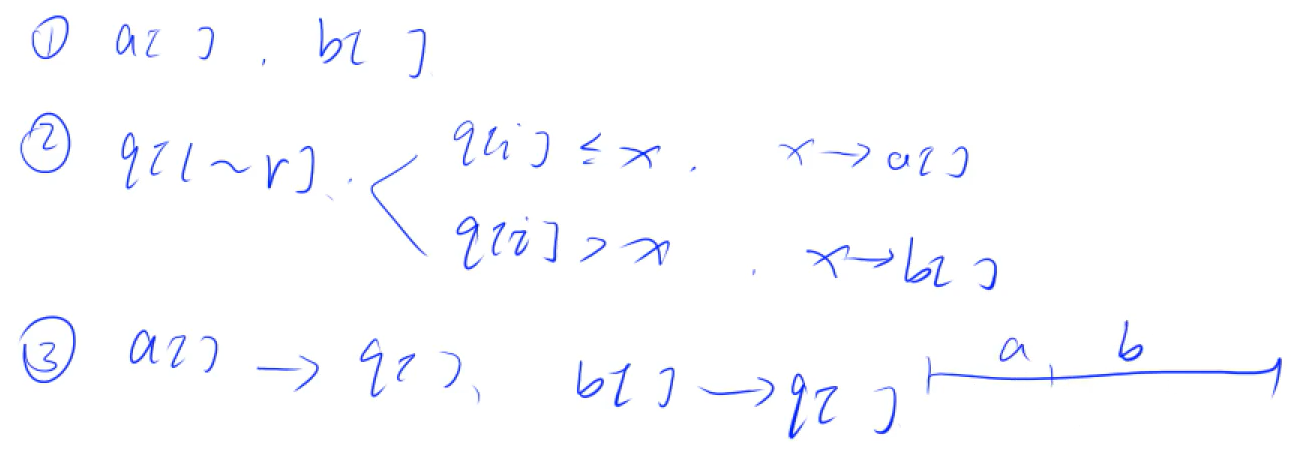 ① a[ ] , b[ ]
② q[l~r] . q[i] ≤ x . x→a[ ]
q[i] > x . x→b[ ]
③ a[ ] → q[ ], b[ ] → q[ ] a b